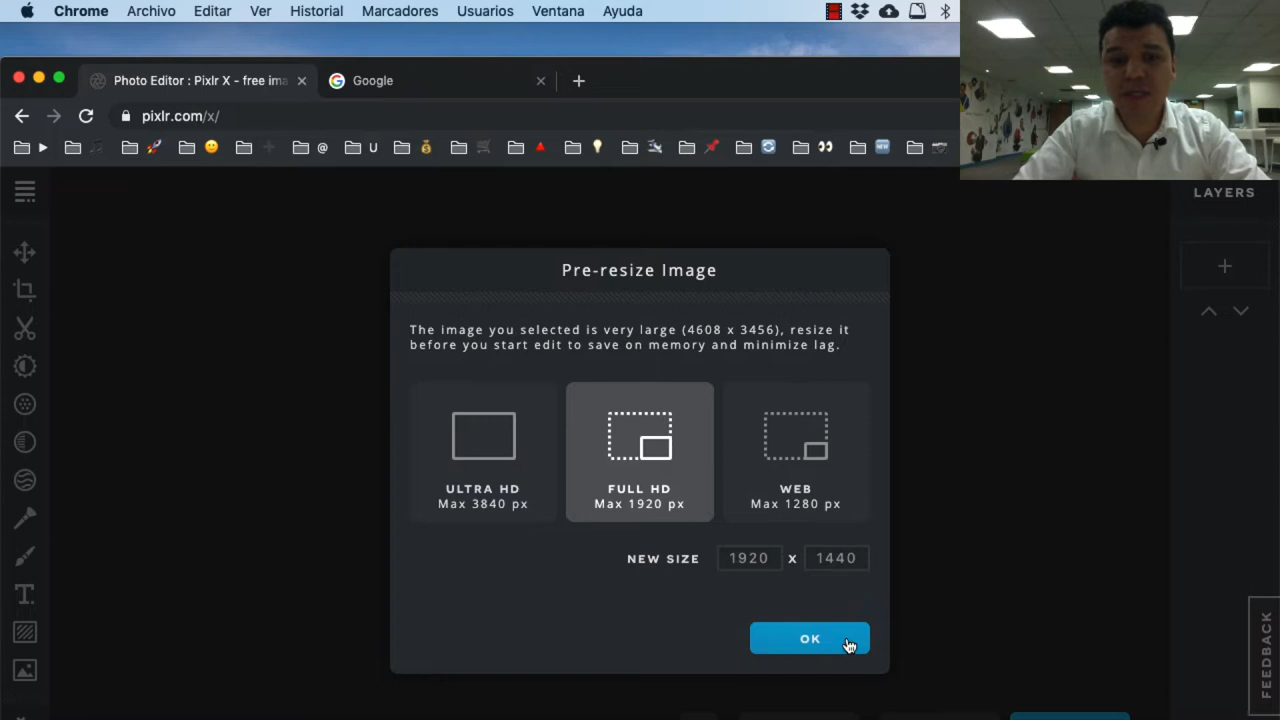 Chrome Archivo Editar Ver Historial Marcadores Usuarios Ventana Ayuda
Photo Editor : Pixlr X - free ima
Google
pixlr.com/x/
@ U
LAYERS
Pre-resize Image
The image you selected is very large (4608 x 3456), resize it
before you start edit to save on memory and minimize lag.
ULTRA HD
Max 3840 px
FULL HD
Max 1920 px
WEB
Max 1280 px
NEW SIZE 1920 x 1440
OK
FEEDBACK